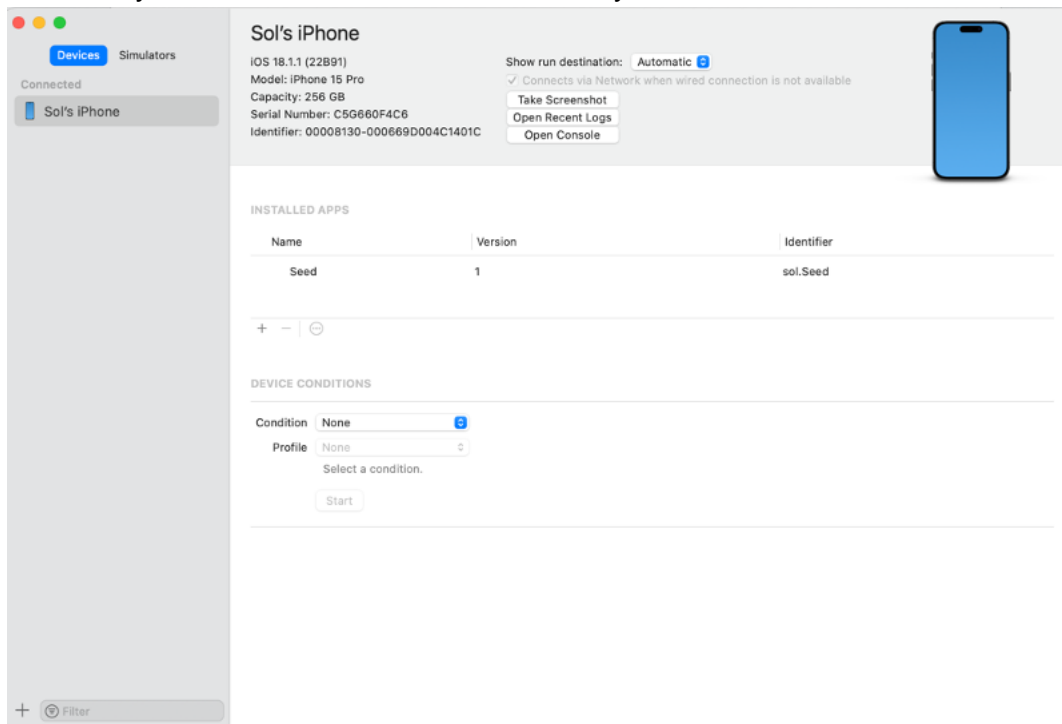 Devices Simulators
Connected
Sol's iPhone
Filter
Sol's iPhone
iOS 18.1.1 (22B91)
Model: iPhone 15 Pro
Capacity: 256 GB
Serial Number: C5G660F4C6
Identifier: 00008130-000669D004C1401C
Show run destination: Automatic
Connects via Network when wired connection is not available
Take Screenshot
Open Recent Logs
Open Console
INSTALLED APPS
Name Version Identifier
Seed 1 sol.Seed
DEVICE CONDITIONS
Condition None
Profile None
Select a condition.
Start